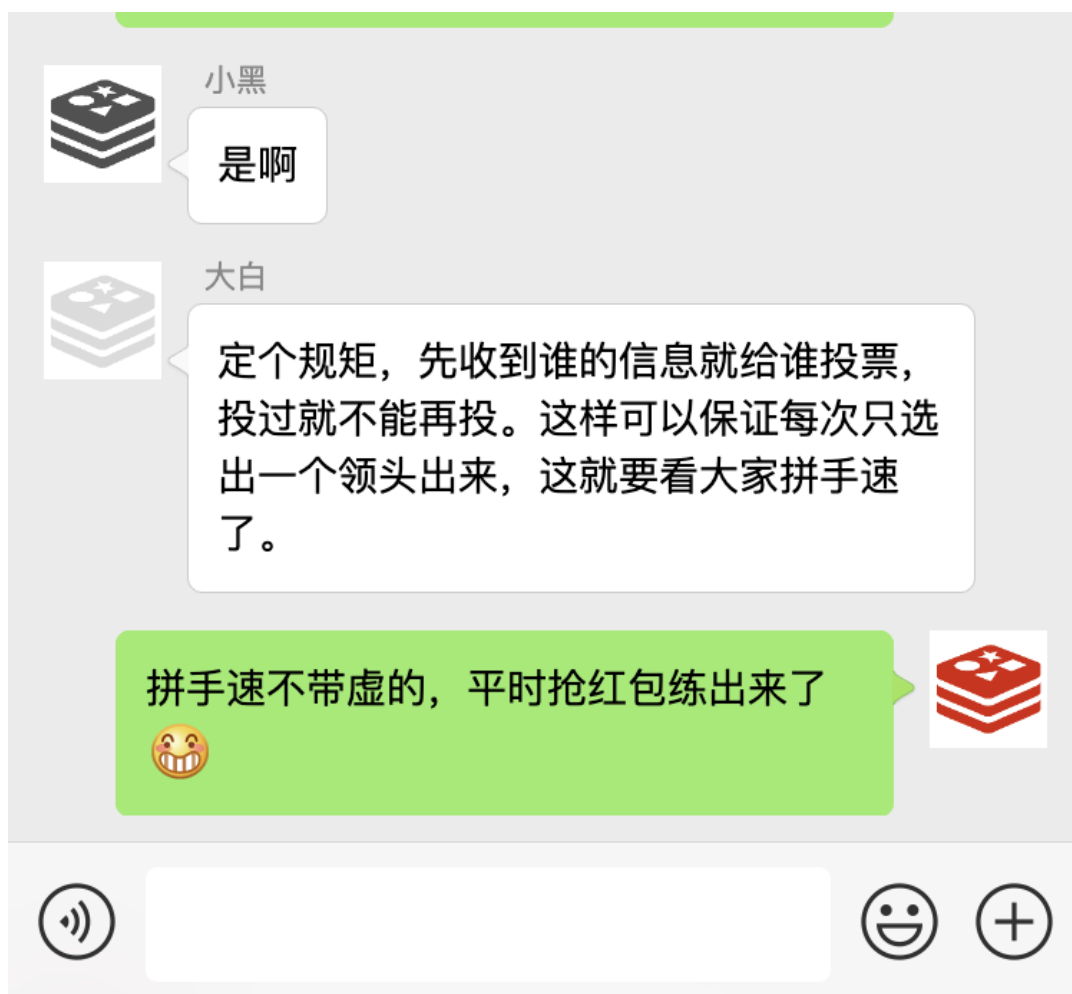 小黑
是啊
大白
定个规矩，先收到谁的信息就给谁投票，
投过就不能再投。这样可以保证每次只选
出一个领头出来，这就要看大家拼手速
了。
拼手速不带虚的，平时抢红包练出来了